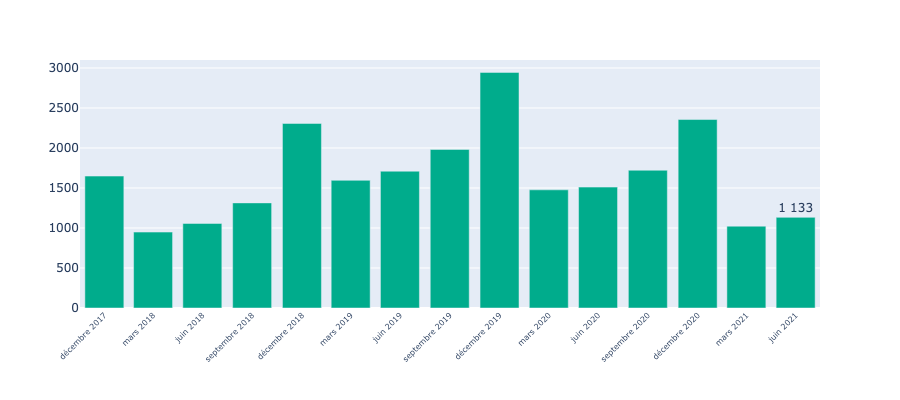 3000
2500
2000
1500
1000
500
0
1 133
décembre 2017
mars 2018
juin 2018
septembre 2018
décembre 2018
mars 2019
juin 2019
septembre 2019
décembre 2019
mars 2020
juin 2020
septembre 2020
décembre 2020
mars 2021
juin 2021